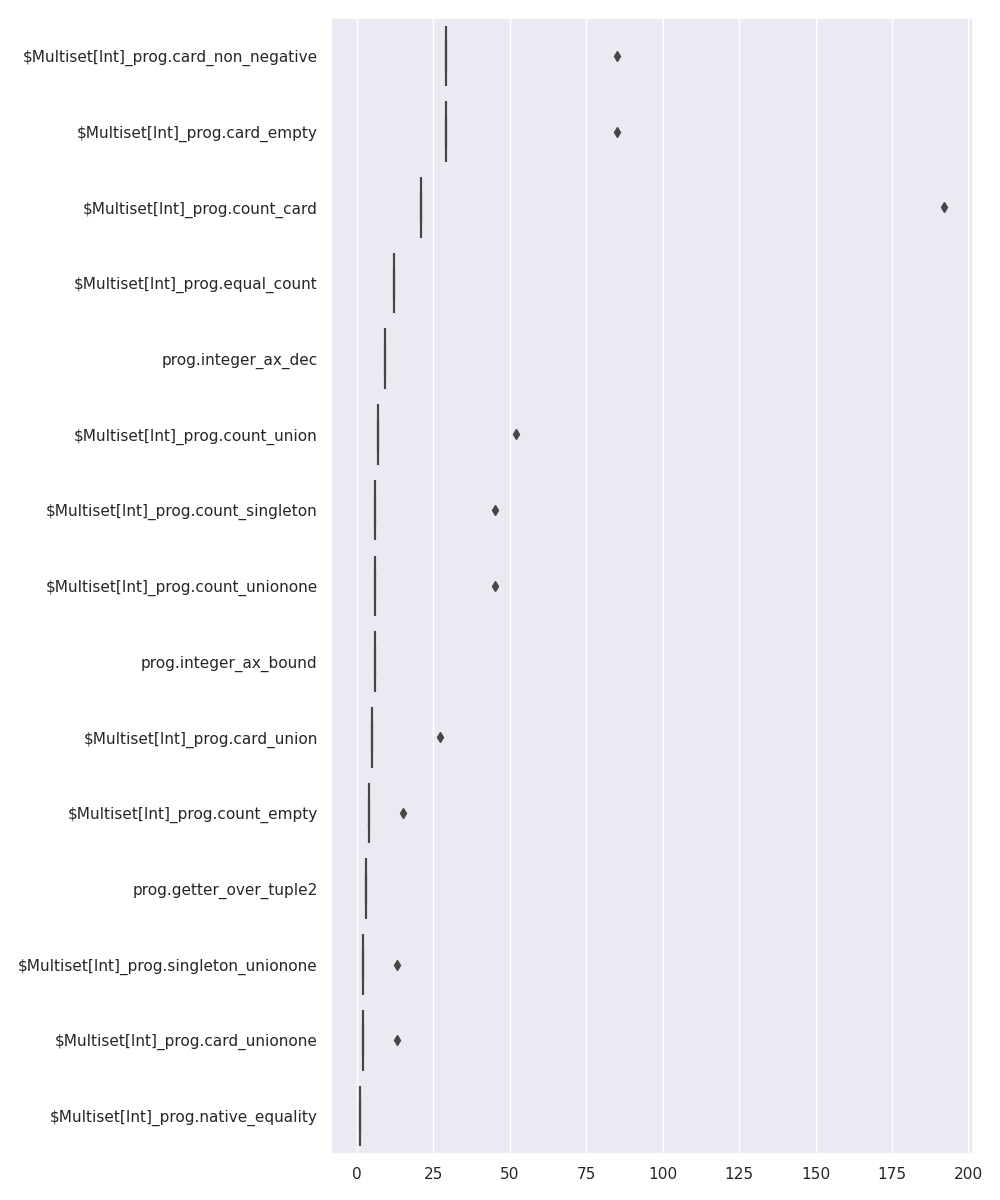 $Multiset[Int]_prog.card_non_negative
$Multiset[Int]_prog.card_empty
$Multiset[Int]_prog.count_card
$Multiset[Int]_prog.equal_count
prog.integer_ax_dec
$Multiset[Int]_prog.count_union
$Multiset[Int]_prog.count_singleton
$Multiset[Int]_prog.count_unionone
prog.integer_ax_bound
$Multiset[Int]_prog.card_union
$Multiset[Int]_prog.count_empty
prog.getter_over_tuple2
$Multiset[Int]_prog.singleton_unionone
$Multiset[Int]_prog.card_unionone
$Multiset[Int]_prog.native_equality
0 25 50 75 100 125 150 175 200